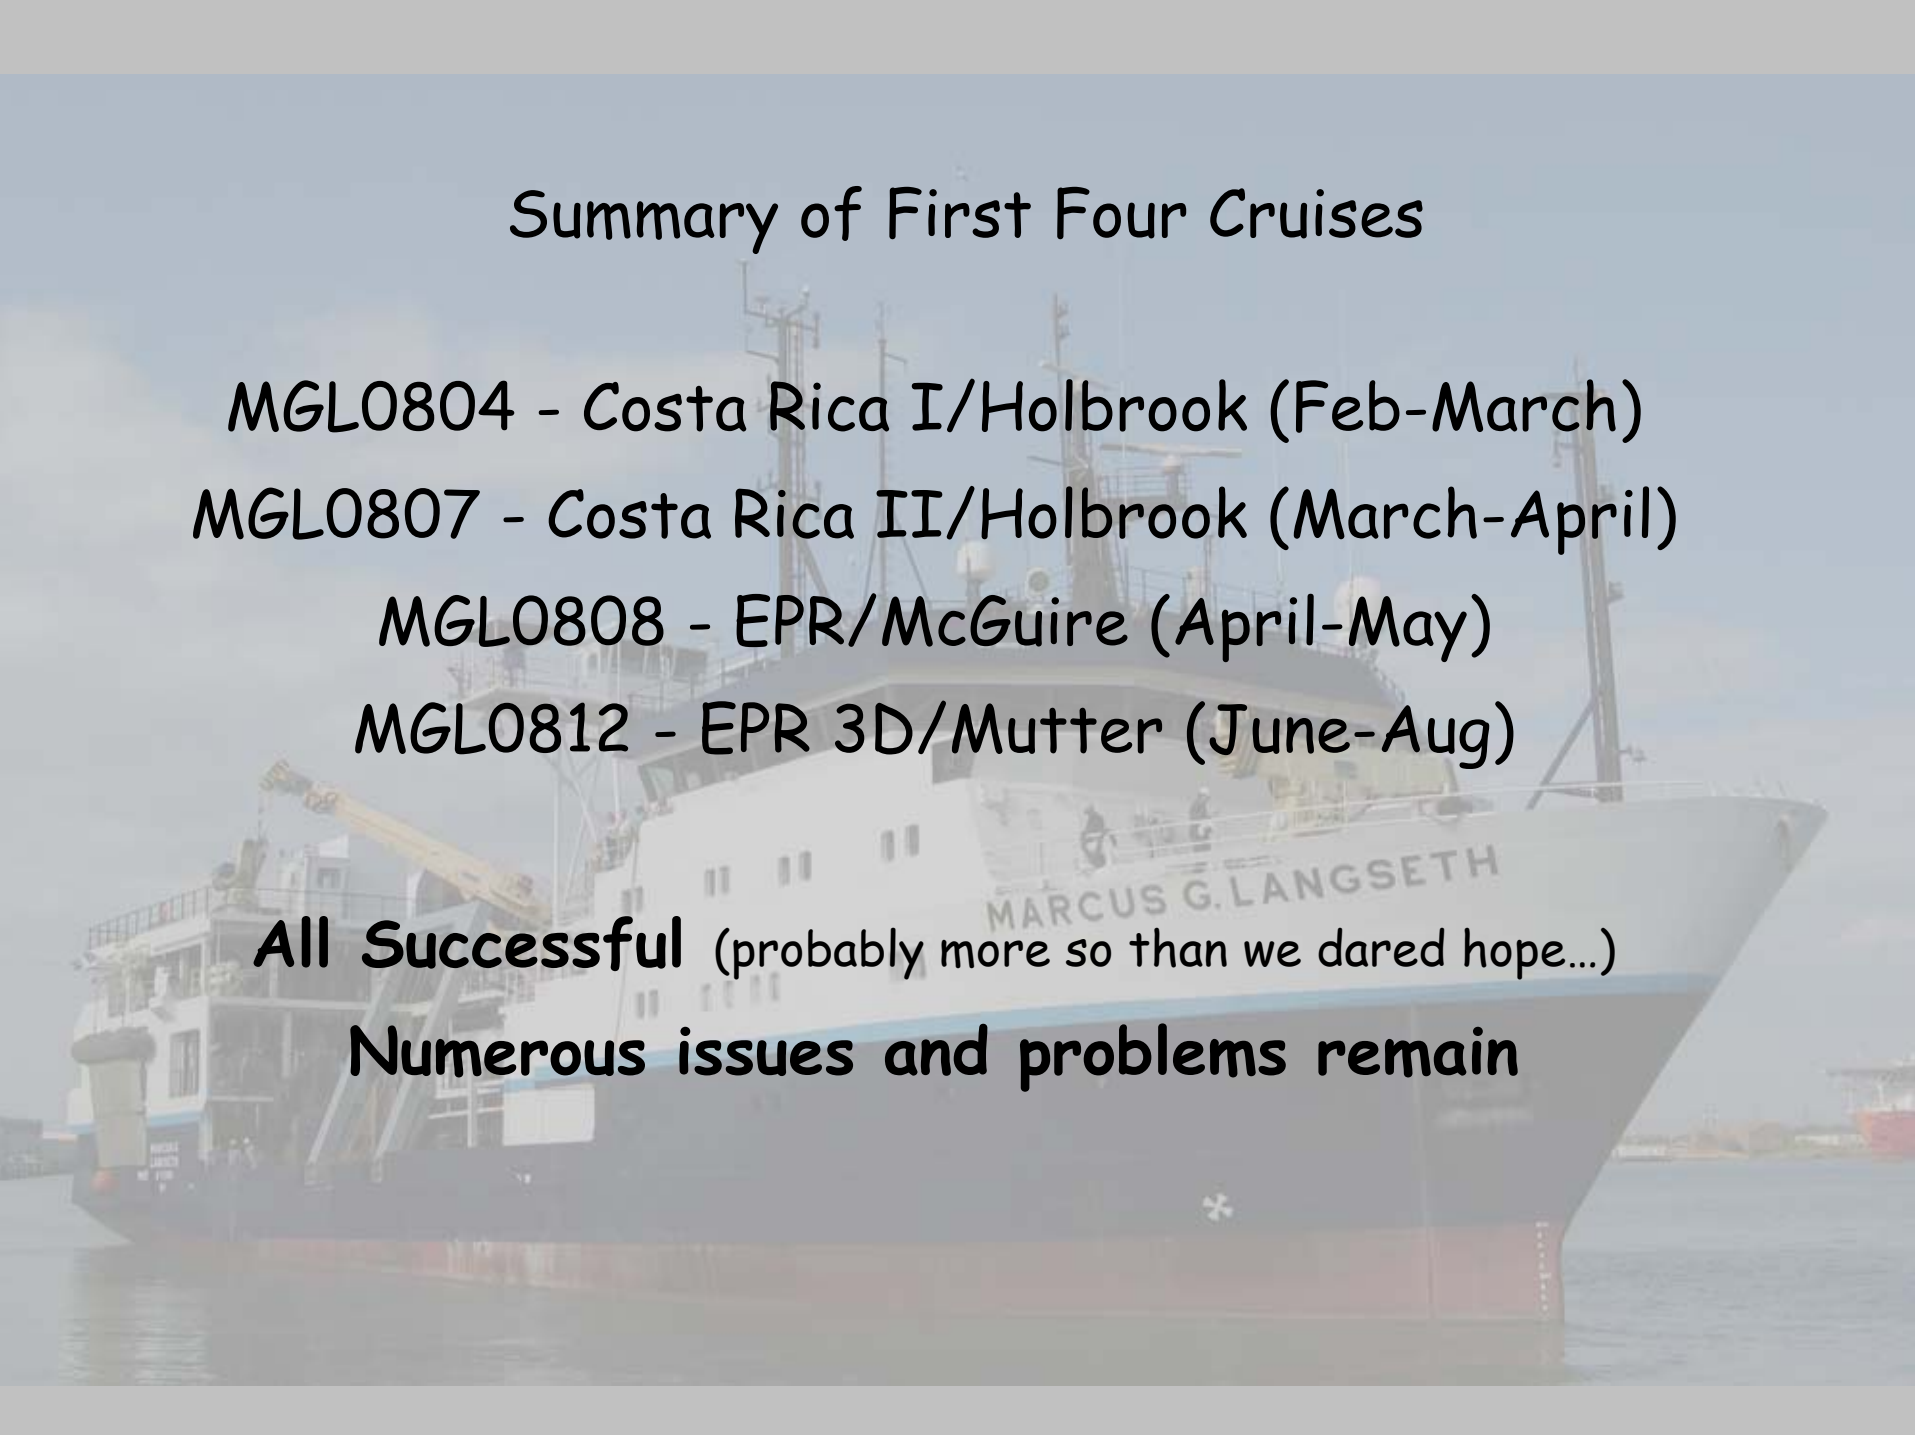 Summary of First Four Cruises
MGL0804 - Costa Rica I/Holbrook (Feb-March)
MGL0807 - Costa Rica II/Holbrook (March-April)
MGL0808 - EPR/McGuire (April-May)
MGL0812 - EPR 3D/Mutter (June-Aug)
MARCUS G. LANGSETH
All Successful (probably more so than we dared hope…)
Numerous issues and problems remain